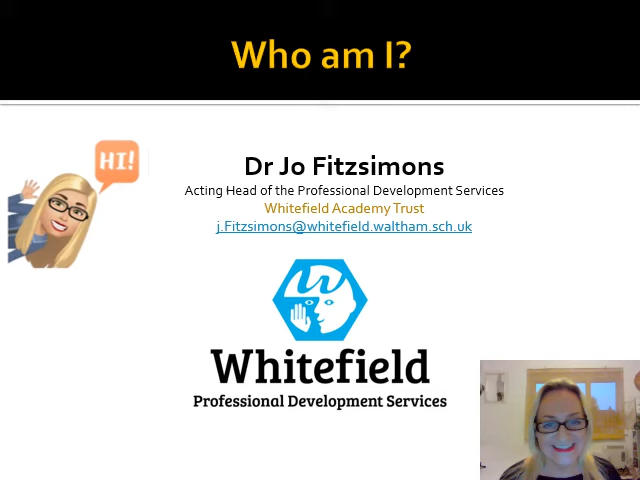 Who am I?
HI!
Dr Jo Fitzsimons
Acting Head of the Professional Development Services
Whitefield Academy Trust
j.Fitzsimons@whitefield.waltham.sch.uk
Whitefield
Professional Development Services